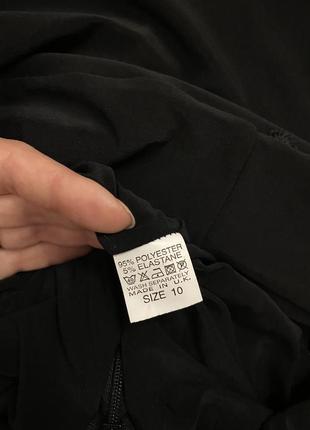 95% POLYESTER
5% ELASTANE
WASH SEPARATELY
MADE IN U.K.
SIZE 10